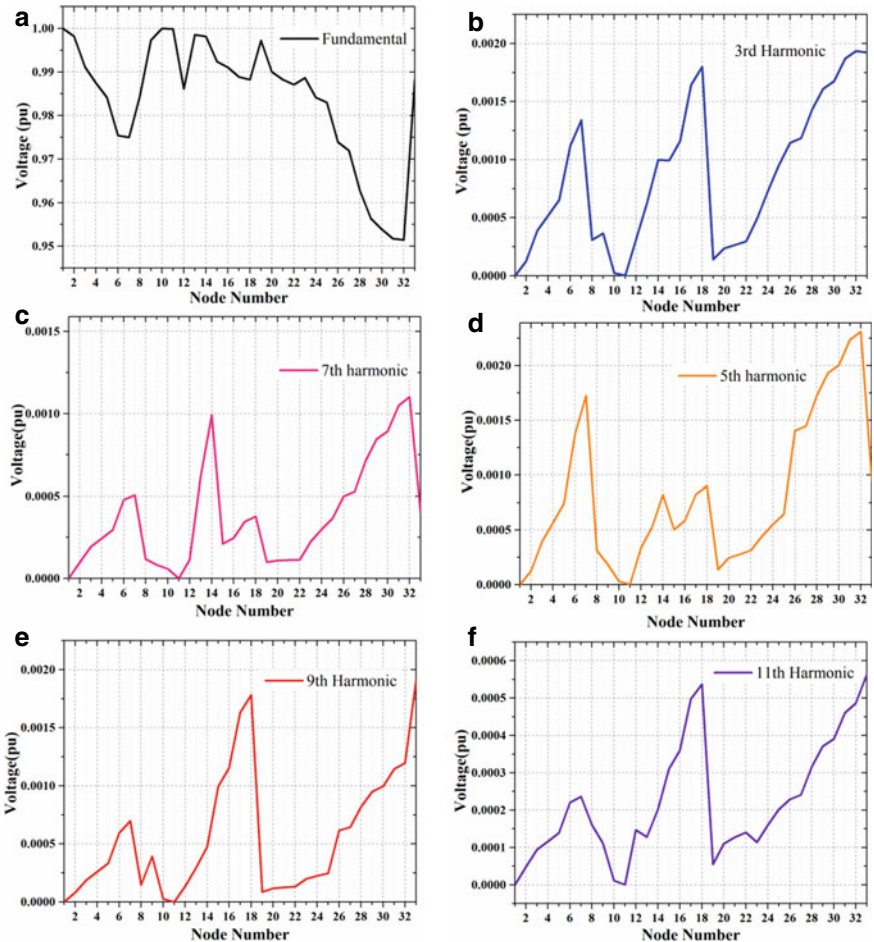 a
1.00
0.99
0.98
0.97
0.96
0.95
Voltage (pu)
Fundamental
2 4 6 8 10 12 14 16 18 20 22 24 26 28 30 32
Node Number
b
0.0020
0.0015
0.0010
0.0005
0.0000
Voltage (pu)
3rd Harmonic
2 4 6 8 10 12 14 16 18 20 22 24 26 28 30 32
Node Number
c
0.0015
0.0010
0.0005
0.0000
Voltage(pu)
7th harmonic
2 4 6 8 10 12 14 16 18 20 22 24 26 28 30 32
Node Number
d
0.0020
0.0015
0.0010
0.0005
0.0000
Voltage(pu)
5th harmonic
2 4 6 8 10 12 14 16 18 20 22 24 26 28 30 32
Node Number
e
0.0020
0.0015
0.0010
0.0005
0.0000
Voltage(pu)
9th Harmonic
2 4 6 8 10 12 14 16 18 20 22 24 26 28 30 32
Node Number
f
0.0006
0.0005
0.0004
0.0003
0.0002
0.0001
0.0000
Voltage(pu)
11th Harmonic
2 4 6 8 10 12 14 16 18 20 22 24 26 28 30 32
Node Number